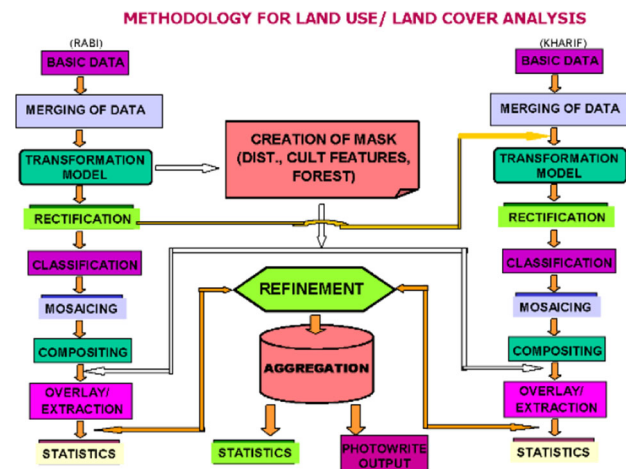 METHODOLOGY FOR LAND USE/ LAND COVER ANALYSIS
(RABI)
BASIC DATA
MERGING OF DATA
TRANSFORMATION
MODEL
RECTIFICATION
CLASSIFICATION
MOSAICING
COMPOSITING
OVERLAY/
EXTRACTION
STATISTICS
CREATION OF MASK
(DIST., CULT FEATURES,
FOREST)
REFINEMENT
AGGREGATION
STATISTICS
PHOTOWRITE
OUTPUT
(KHARIF)
BASIC DATA
MERGING OF DATA
TRANSFORMATION
MODEL
RECTIFICATION
CLASSIFICATION
MOSAICING
COMPOSITING
OVERLAY/
EXTRACTION
STATISTICS